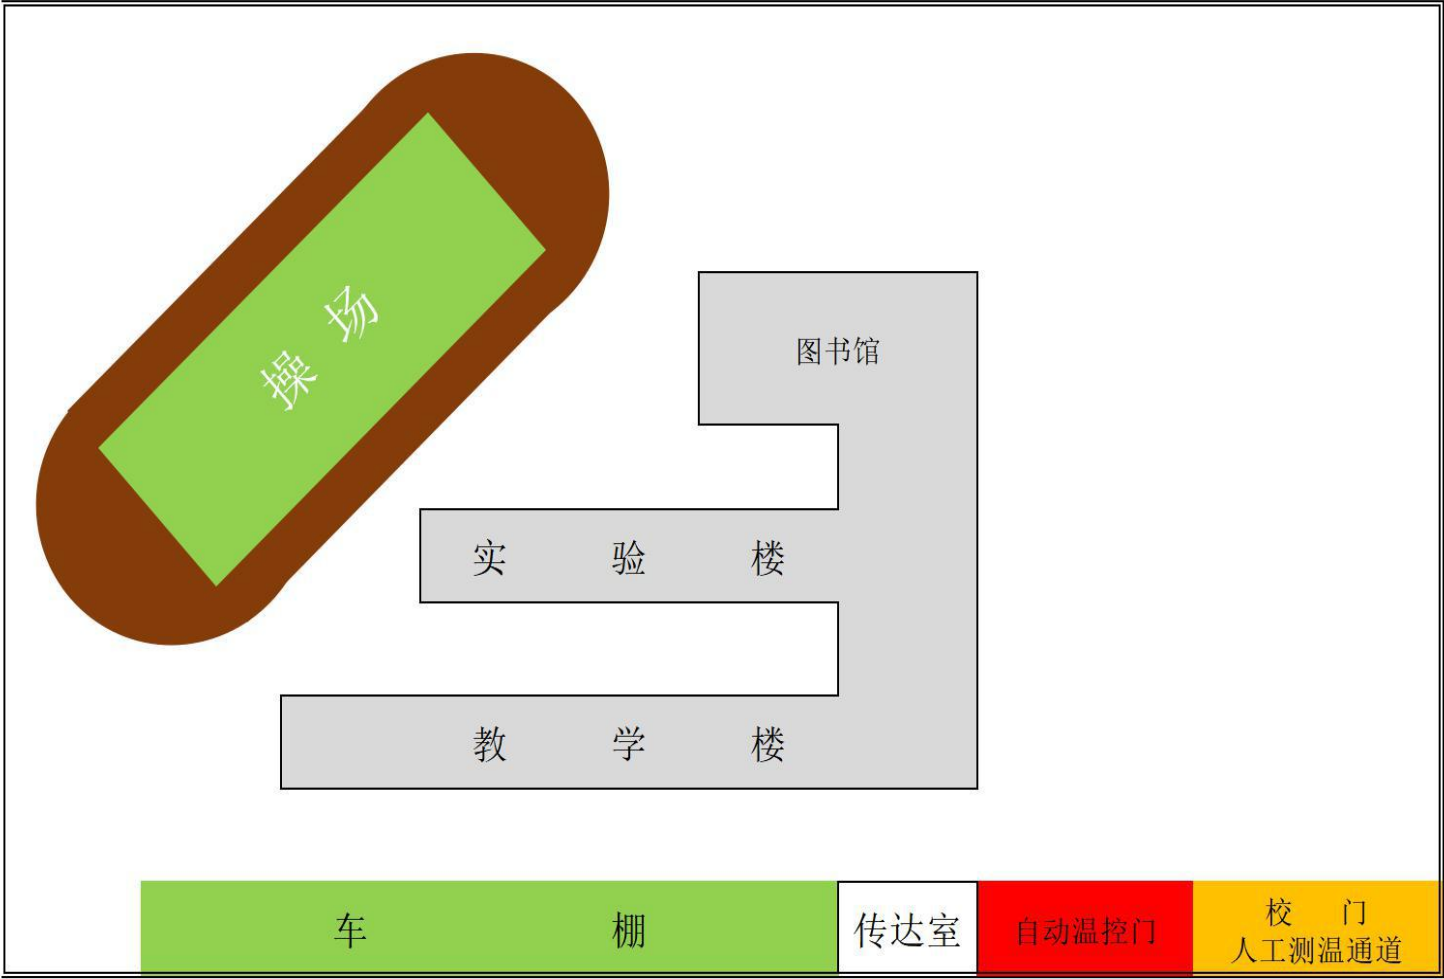 操 场
图书馆
实 验 楼
教 学 楼
车 棚
传达室
自动温控门
校 门
人工测温通道